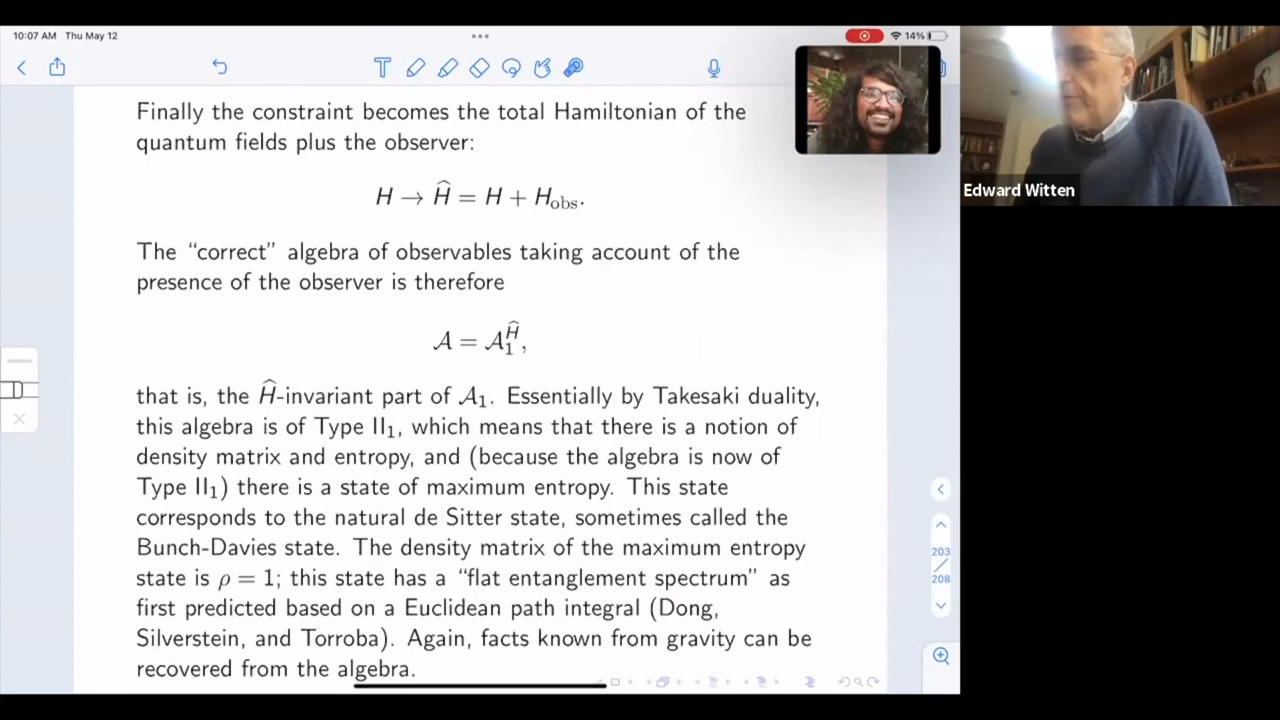 10:07 AM Thu May 12
14%
Finally the constraint becomes the total Hamiltonian of the
quantum fields plus the observer:
H → Ĥ = H + H_obs.
The “correct” algebra of observables taking account of the
presence of the observer is therefore
𝒜 = 𝒜₁^Ĥ,
that is, the Ĥ-invariant part of 𝒜₁. Essentially by Takesaki duality,
this algebra is of Type II₁, which means that there is a notion of
density matrix and entropy, and (because the algebra is now of
Type II₁) there is a state of maximum entropy. This state
corresponds to the natural de Sitter state, sometimes called the
Bunch-Davies state. The density matrix of the maximum entropy
state is ρ = 1; this state has a “flat entanglement spectrum” as
first predicted based on a Euclidean path integral (Dong,
Silverstein, and Torroba). Again, facts known from gravity can be
recovered from the algebra.
203
/
208
Edward Witten